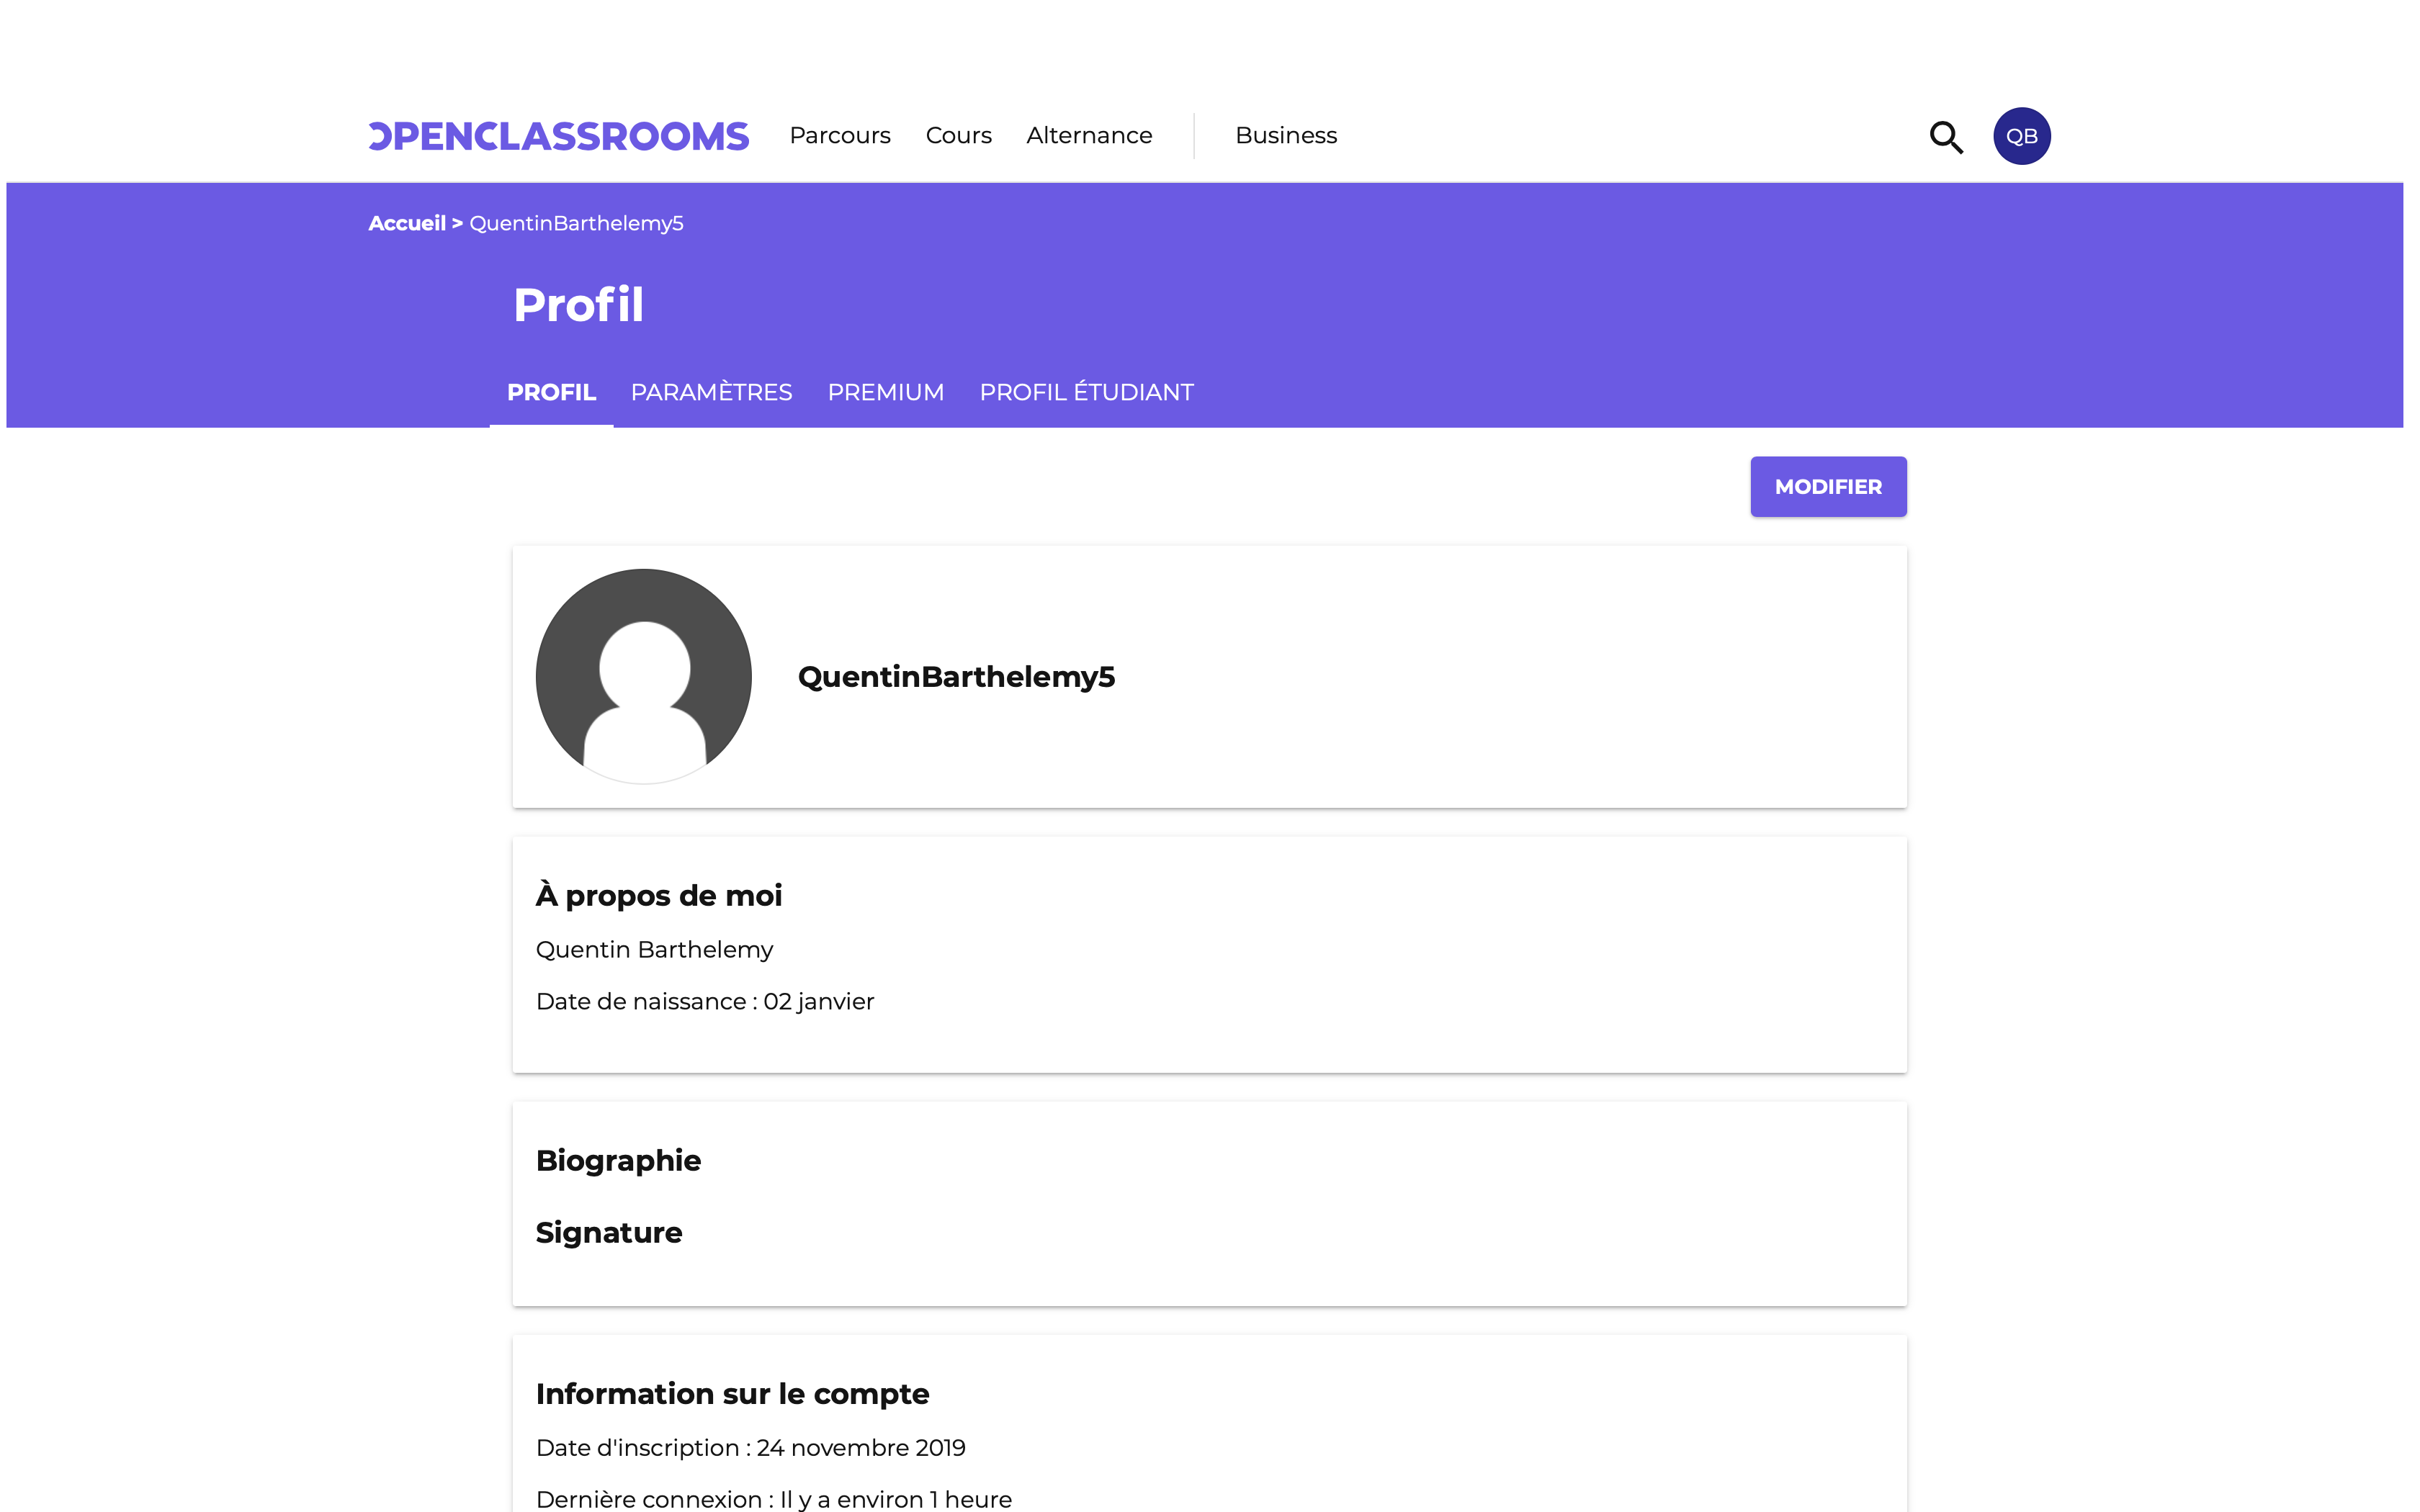 OPENCLASSROOMS Parcours Cours Alternance Business QB
Accueil > QuentinBarthelemy5
Profil
PROFIL PARAMÈTRES PREMIUM PROFIL ÉTUDIANT
MODIFIER
QuentinBarthelemy5
À propos de moi
Quentin Barthelemy
Date de naissance : 02 janvier
Biographie
Signature
Information sur le compte
Date d'inscription : 24 novembre 2019
Dernière connexion : Il y a environ 1 heure